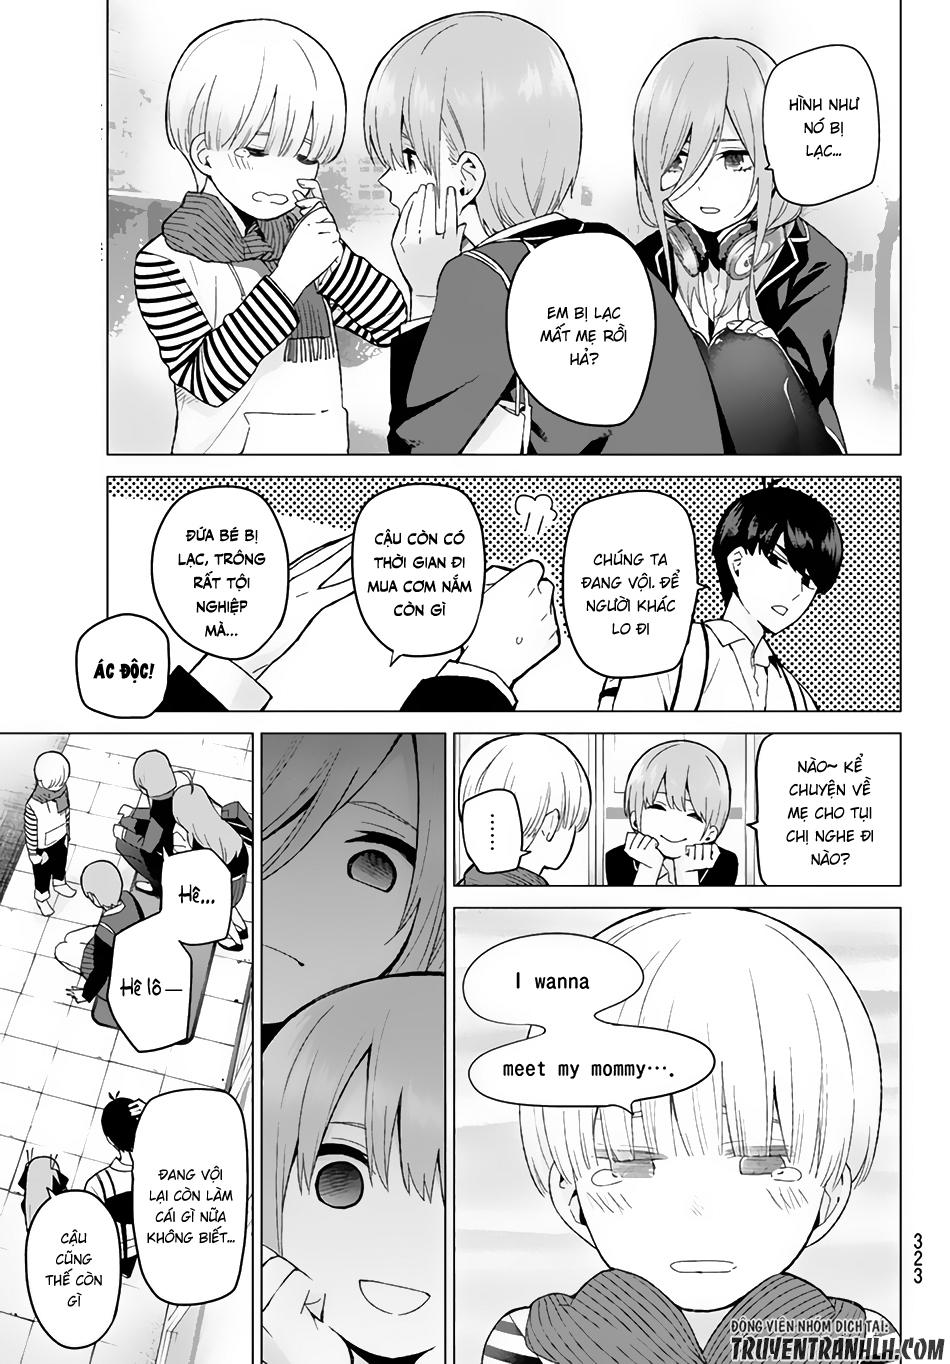 HÌNH NHƯ
NÓ BỊ
LẠC...
EM BỊ LẠC
MẤT MẸ RỒI
HẢ?
CHÚNG TA
ĐANG VỘI. ĐỂ
NGƯỜI KHÁC
LO ĐI
CẬU CÒN CÓ
THỜI GIAN ĐI
MUA CƠM NẮM
CÒN GÌ
ĐỨA BÉ BỊ
LẠC, TRÔNG
RẤT TỘI
NGHIỆP
MÀ...
ÁC ĐỘC!
NÀO~ KỂ
CHUYỆN VỀ
MẸ CHO TỤI
CHỊ NGHE ĐI
NÀO?
......
I wanna
meet my mommy….
Hê...
Hê lô —
ĐANG VỘI
LẠI CÒN LÀM
CÁI GÌ NỮA
KHÔNG BIẾT...
CẬU
CŨNG
THẾ CÒN
GÌ
323
ĐỘNG VIÊN NHÓM DỊCH TẠI:
TRUYENTRANHLH.COM